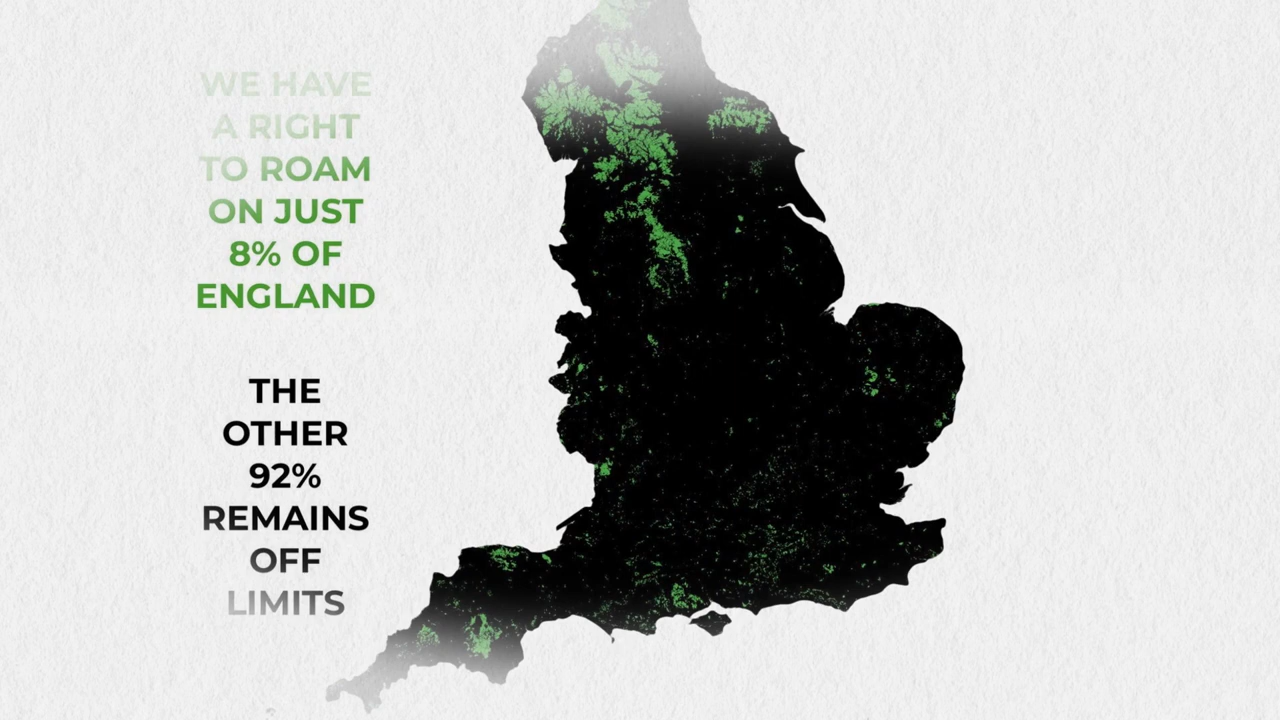 WE HAVE
A RIGHT
TO ROAM
ON JUST
8% OF
ENGLAND
THE
OTHER
92%
REMAINS
OFF
LIMITS